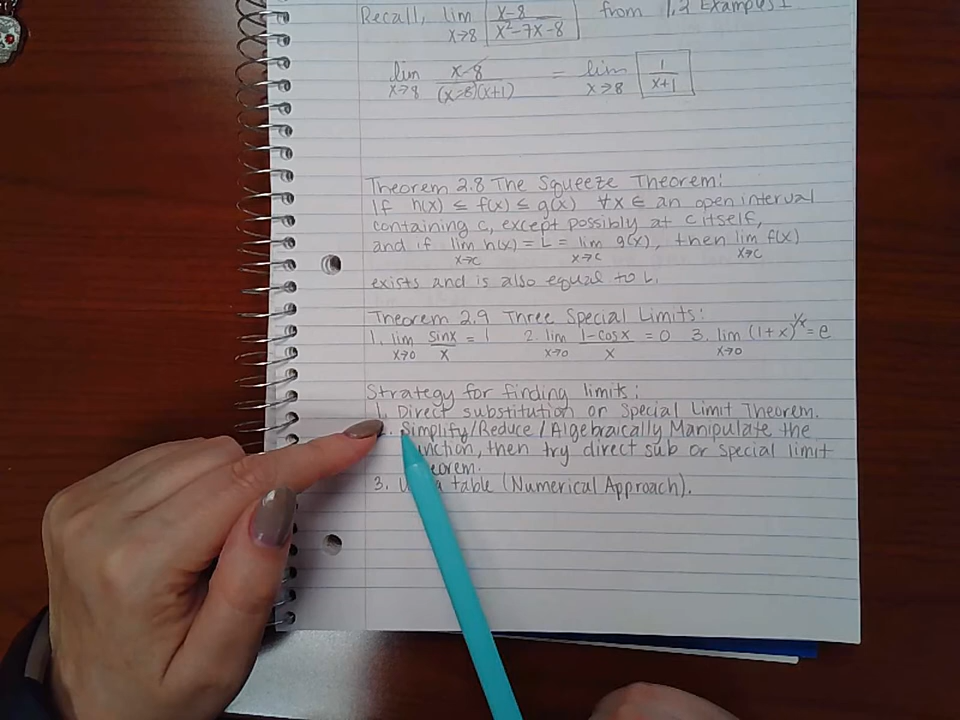 Recall, lim x-8 from 1.2 Examples 1
x→8 x²-7x-8
lim x-8 = lim 1
x→8 (x-8)(x+1) x→8 x+1
Theorem 2.8 The Squeeze Theorem:
If h(x) ≤ f(x) ≤ g(x) ∀x ∈ an open interval
containing c, except possibly at c itself,
and if lim h(x) = L = lim g(x), then lim f(x)
x→c x→c x→c
exists and is also equal to L.
Theorem 2.9 Three Special Limits:
1. lim sinx = 1 2. lim 1-cosx = 0 3. lim (1+x)^1/x = e
x→0 x x→0 x x→0
Strategy for finding limits:
1. Direct substitution or Special Limit Theorem.
2. Simplify/Reduce/Algebraically Manipulate the
then try direct sub or special limit
3. table (Numerical Approach).